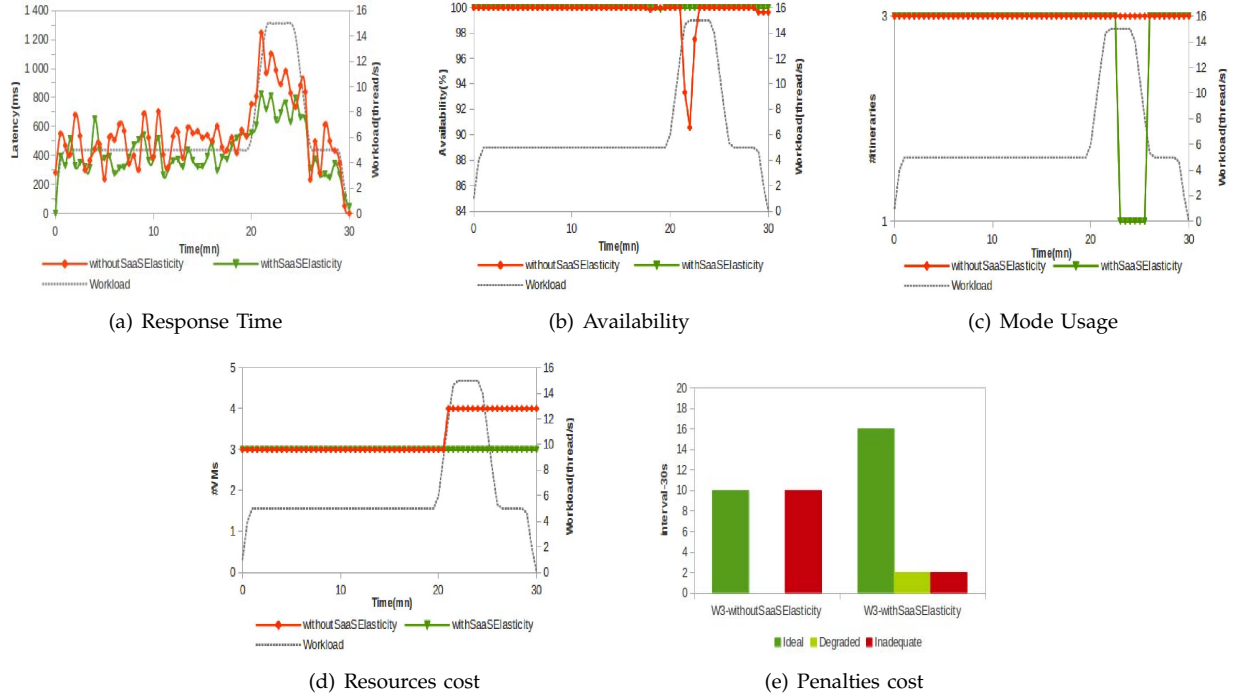 1 400
1 200
1 000
800
600
400
200
0
Latency(ms)
16
14
12
10
8
6
4
2
0
Workload(thread/s)
0
10
20
30
Time(mn)
withoutSaaSElasticity
withSaaSElasticity
Workload
(a) Response Time
100
98
96
94
92
90
88
86
84
Availability(%)
16
14
12
10
8
6
4
2
0
Workload(thread/s)
0
10
20
30
Time(mn)
withoutSaaSElasticity
withSaaSElasticity
Workload
(b) Availability
3
1
#itineraries
16
14
12
10
8
6
4
2
0
Workload(thread/s)
0
10
20
30
Time(mn)
withoutSaaSElasticity
withSaaSElasticity
Workload
(c) Mode Usage
5
4
3
2
1
0
#VMs
16
14
12
10
8
6
4
2
0
Workload(thread/s)
0
10
20
30
Time(mn)
withoutSaaSElasticity
withSaaSElasticity
Workload
(d) Resources cost
20
18
16
14
12
10
8
6
4
2
0
interval-30s
W3-withoutSaaSElasticity
W3-withSaaSElasticity
Ideal
Degraded
Inadequate
(e) Penalties cost